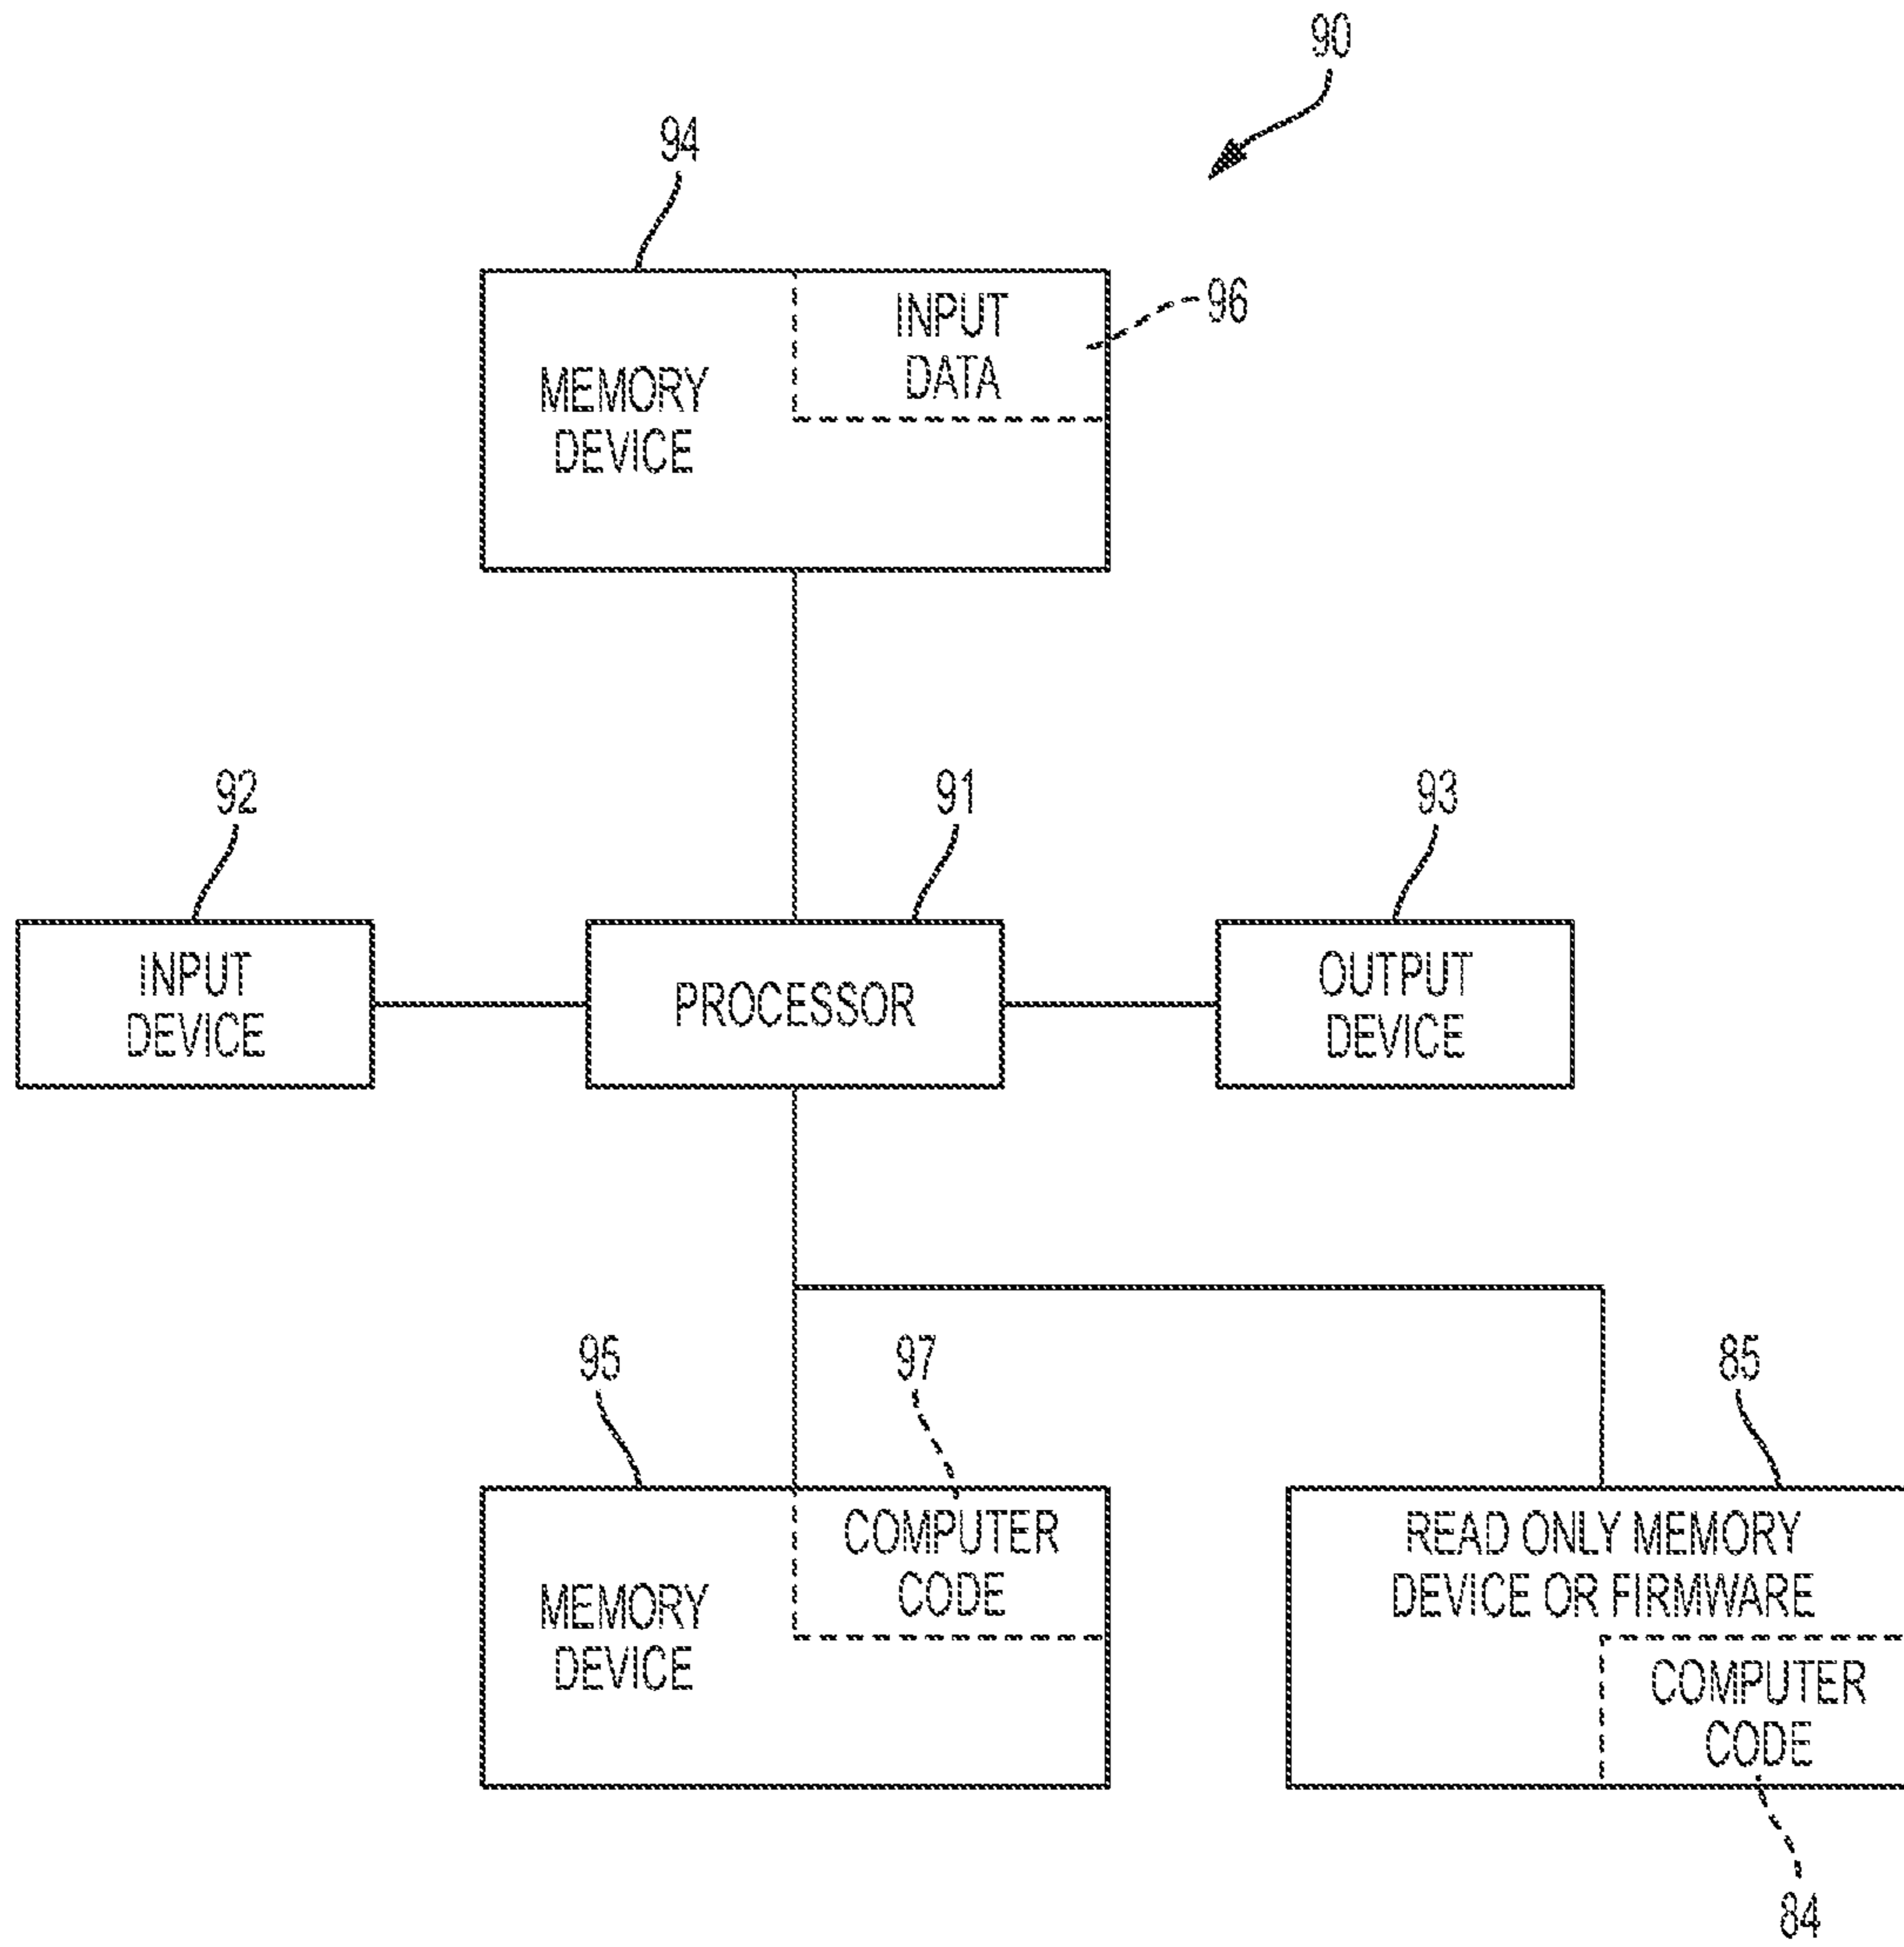 90
94
INPUT
DATA
96
MEMORY
DEVICE
92
91
93
INPUT
DEVICE
PROCESSOR
OUTPUT
DEVICE
95
97
85
COMPUTER
CODE
MEMORY
DEVICE
READ ONLY MEMORY
DEVICE OR FIRMWARE
COMPUTER
CODE
84